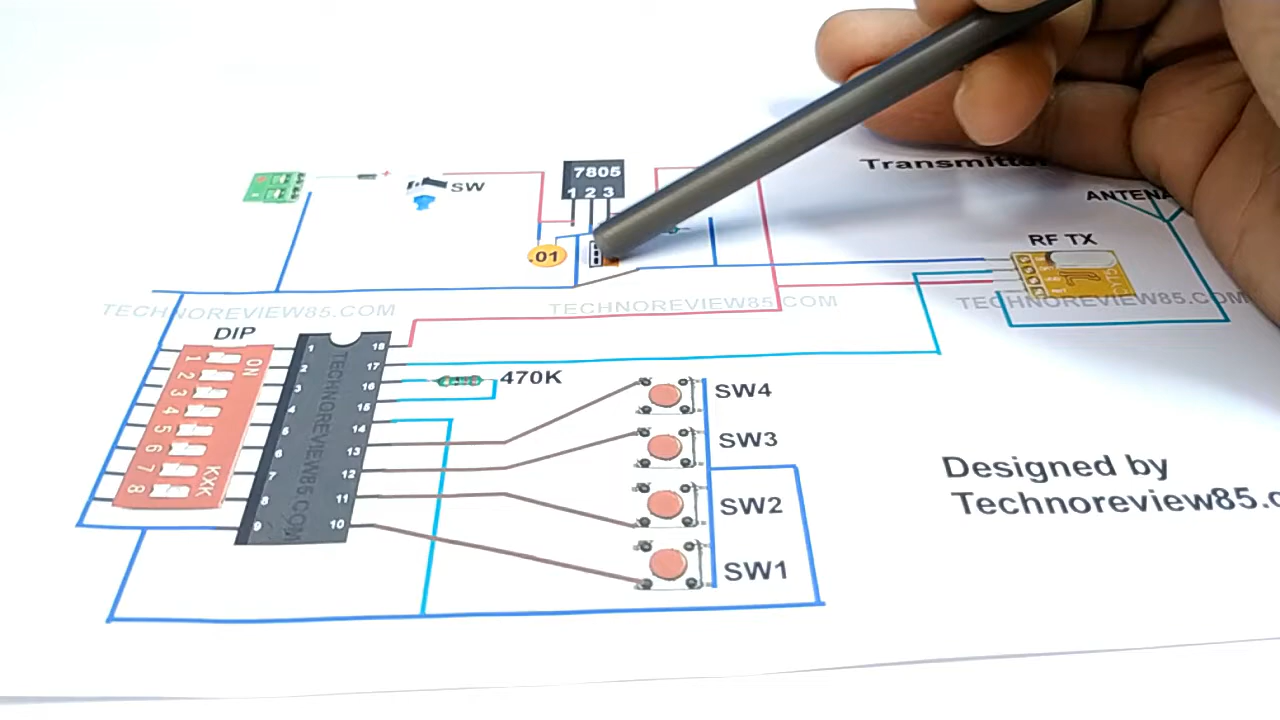 Transmitter
ANTENA
7805
1 2 3
SW
.01
RF TX
TECHNOREVIEW85.COM
TECHNOREVIEW85.COM
TECHNOREVIEW85.COM
DIP
ON
1
2
3
4
5
6
7
8
KXK
1
2
3
4
5
6
7
8
9
TECHNOREVIEW85.COM
18
17
16
15
14
13
12
11
10
470K
SW4
SW3
SW2
SW1
Designed by
Technoreview85.c